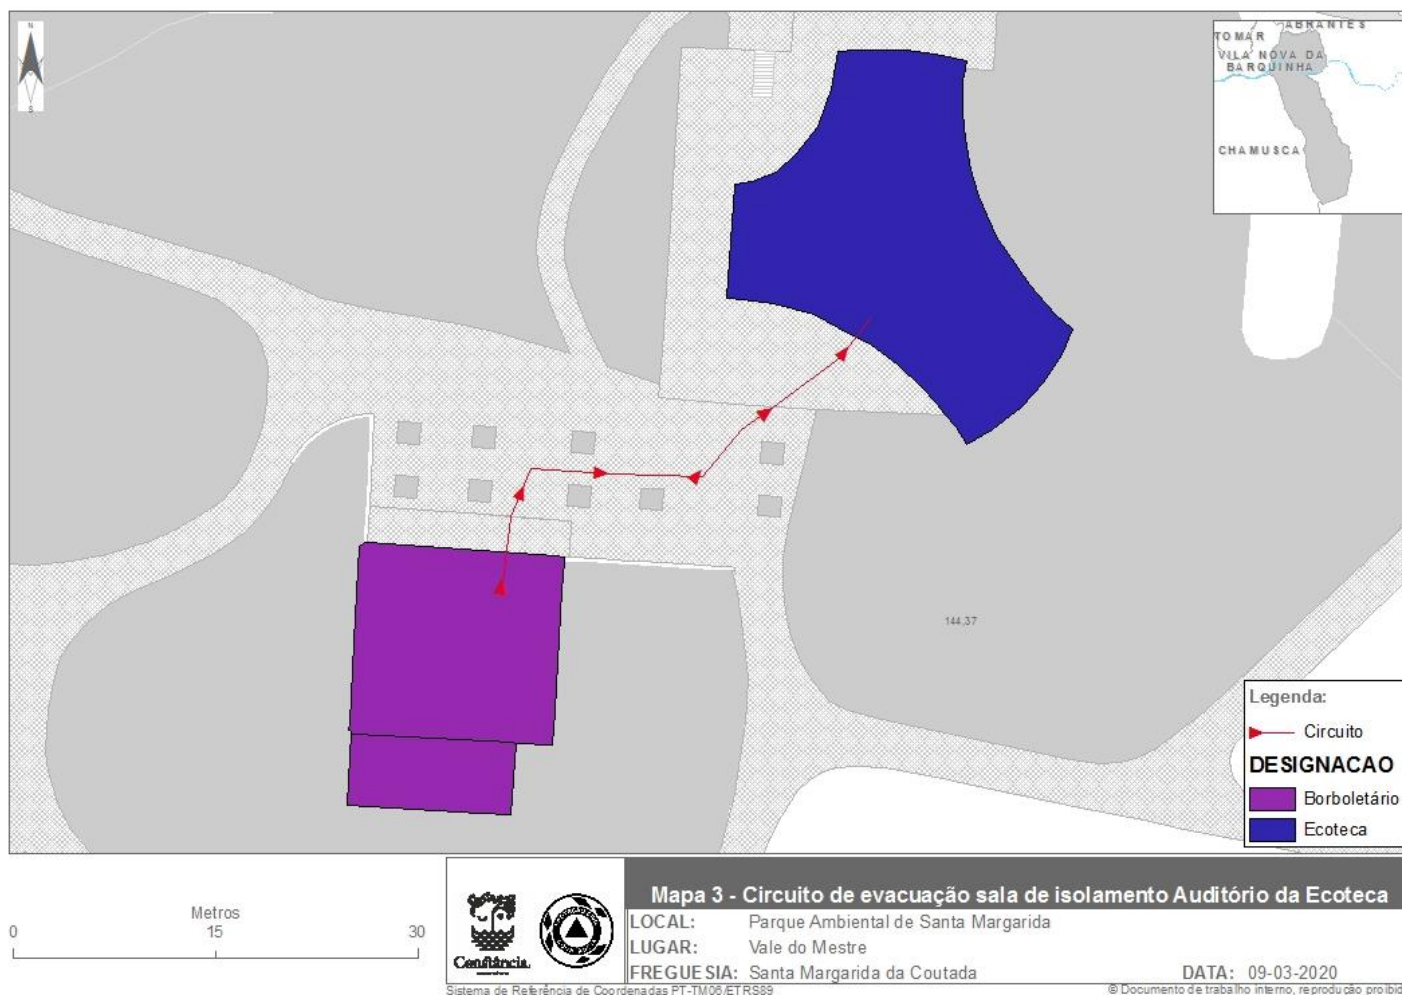 N
S
TOMAR
ABRANTES
VILA NOVA DA
BARQUINHA
CHAMUSCA
144,37
Legenda:
Circuito
DESIGNACAO
Borboletário
Ecoteca
Metros
0 15 30
Constância
Mapa 3 - Circuito de evacuação sala de isolamento Auditório da Ecoteca
LOCAL: Parque Ambiental de Santa Margarida
LUGAR: Vale do Mestre
FREGUESIA: Santa Margarida da Coutada DATA: 09-03-2020
Sistema de Referência de Coordenadas PT-TM06/ETRS89
© Documento de trabalho interno, reprodução proibid